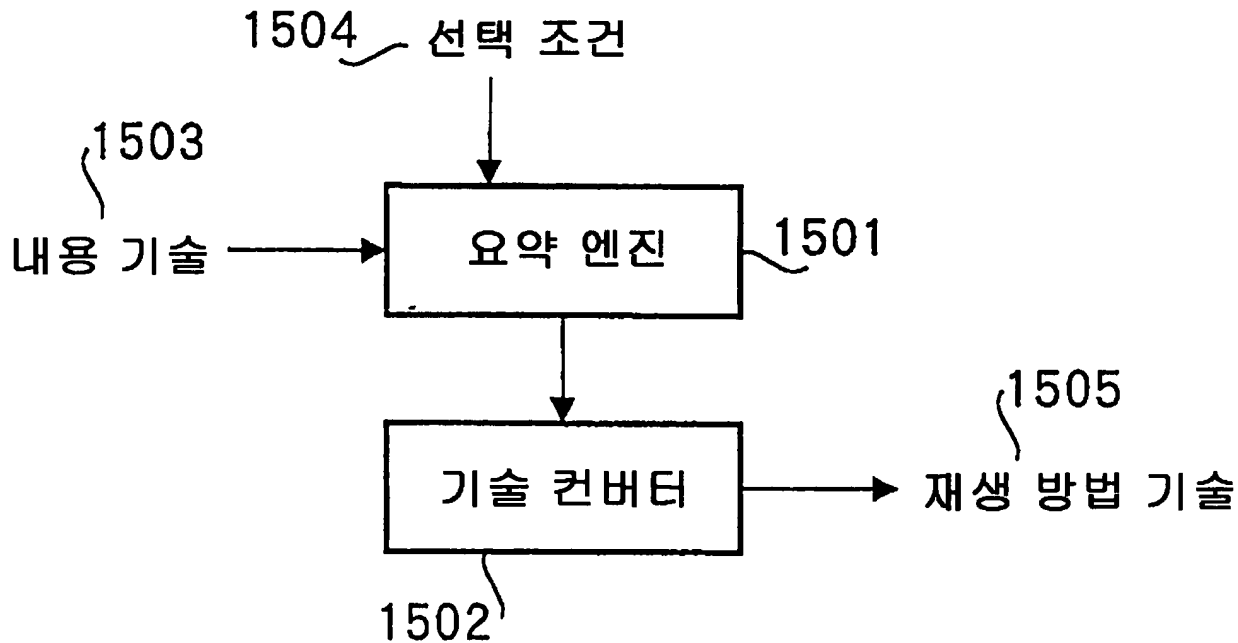 1504
선택 조건
1503
내용 기술
요약 엔진
1501
기술 컨버터
1505
재생 방법 기술
1502